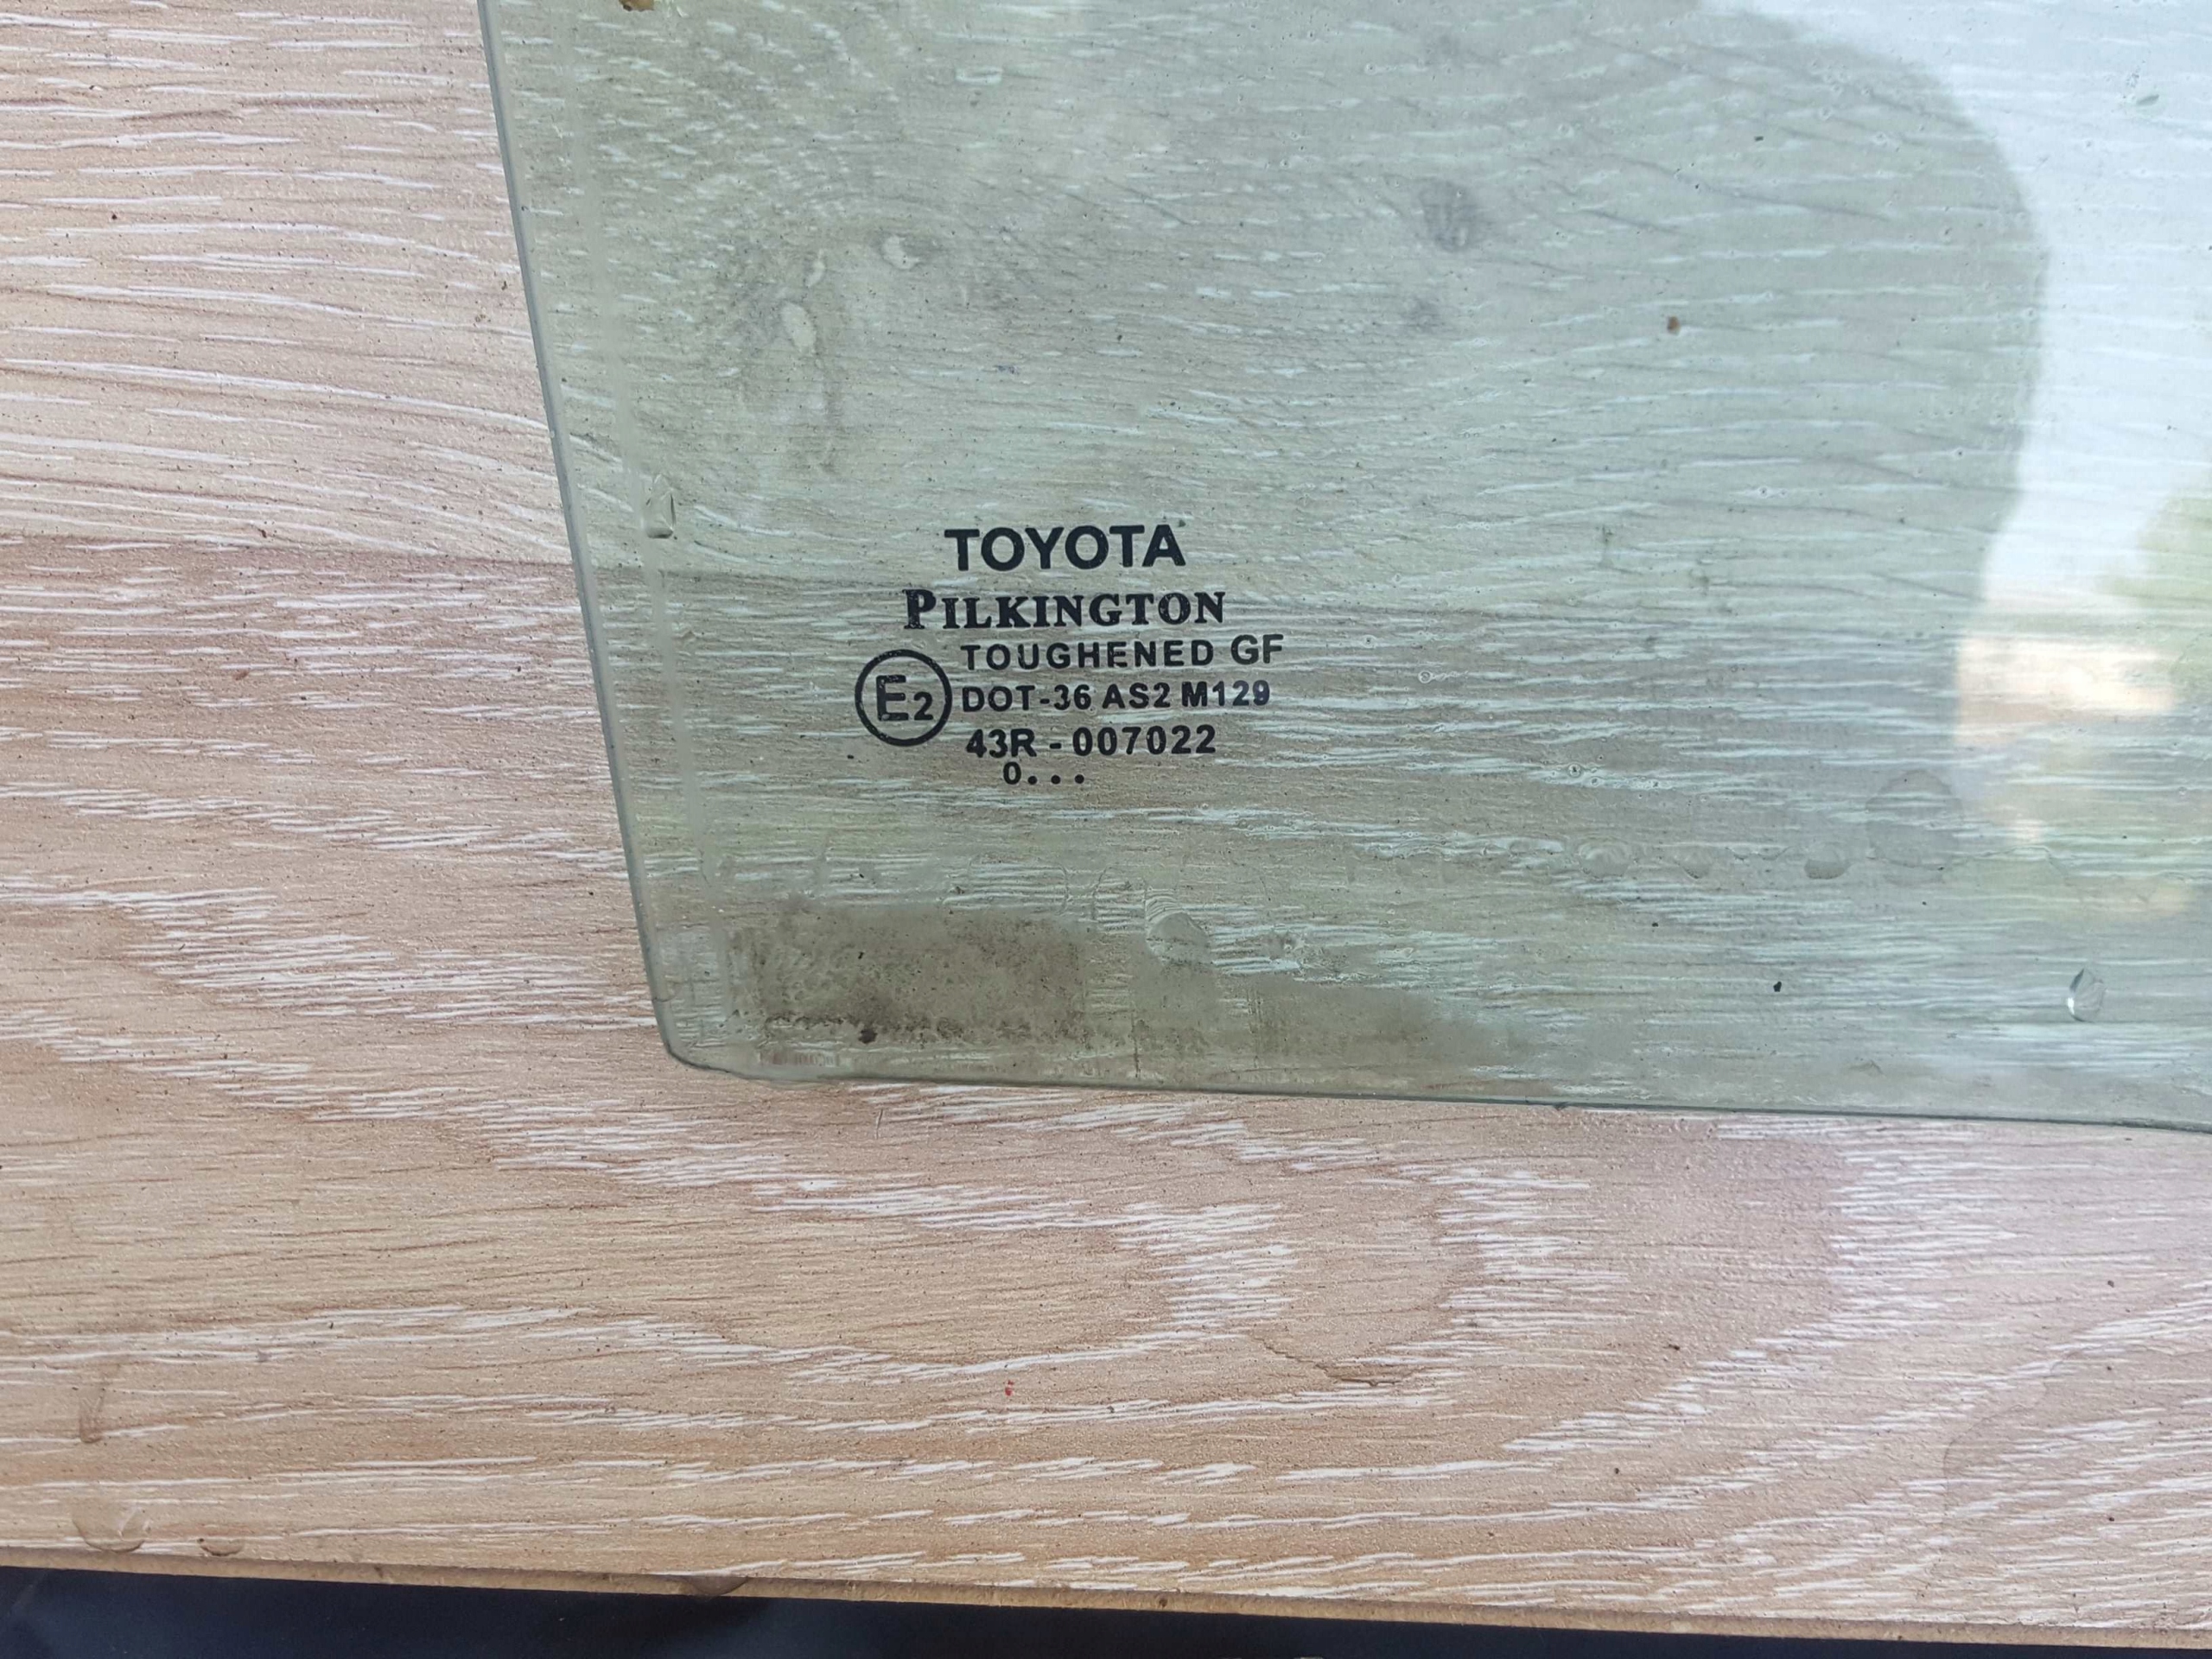 TOYOTA
PILKINGTON
TOUGHENED GF
E2 DOT-36 AS2 M129
43R - 007022
0...